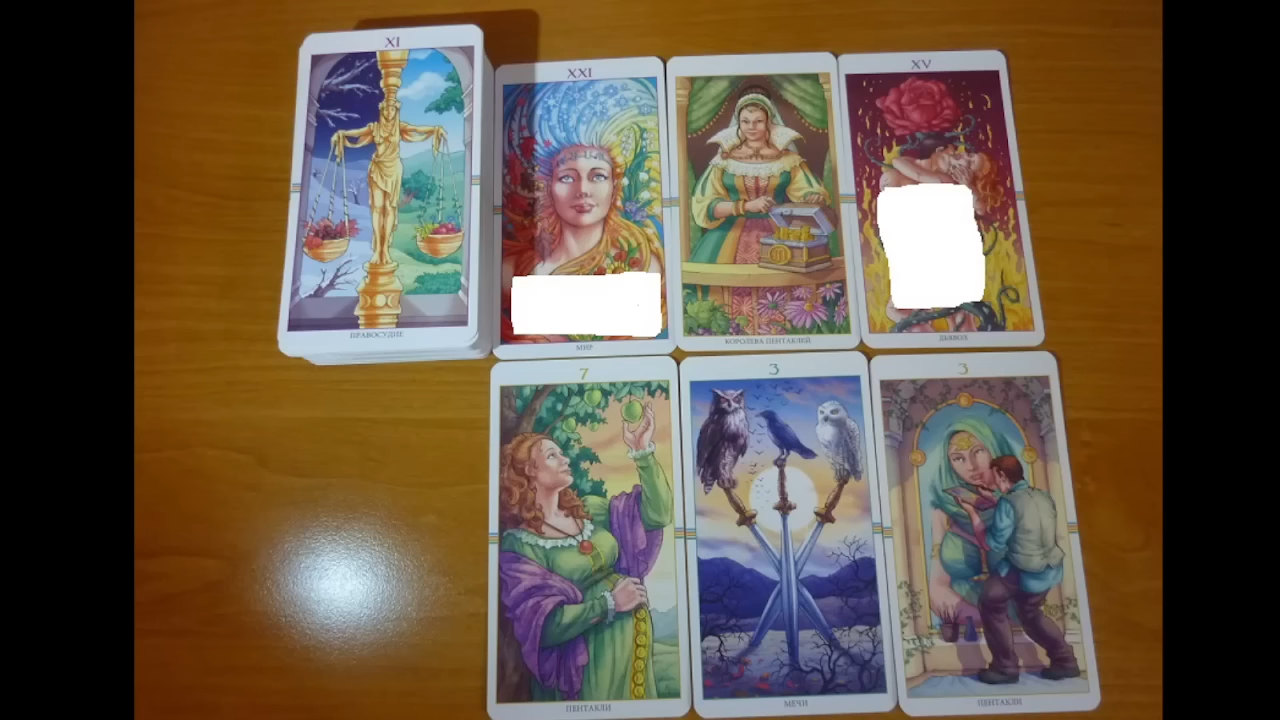 XI
ПРАВОСУДИЕ
XXI
МИР
КОРОЛЕВА ПЕНТАКЛЕЙ
XV
ДЬЯВОЛ
7
ПЕНТАКЛИ
3
МЕЧИ
3
ПЕНТАКЛИ